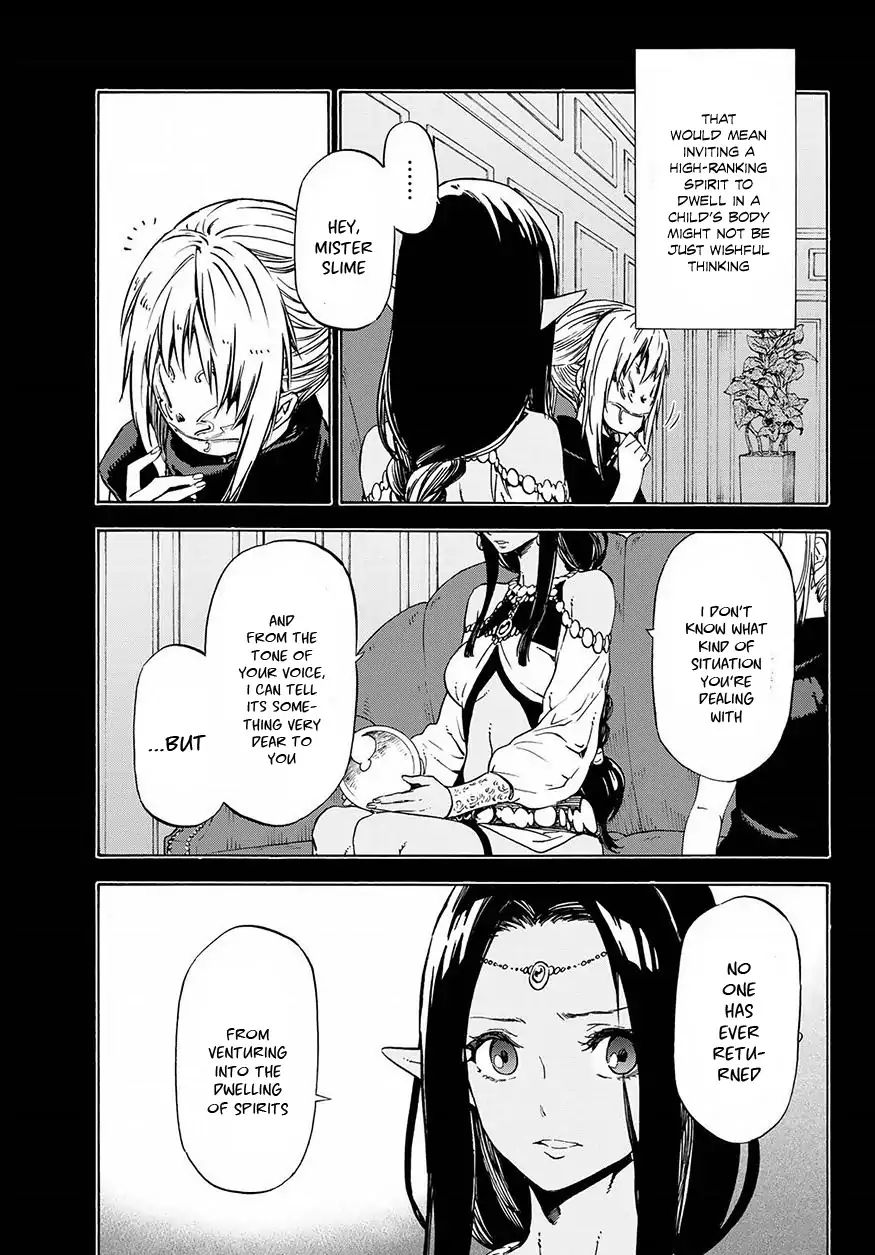 THAT
WOULD MEAN
INVITING A
HIGH-RANKING
SPIRIT TO
DWELL IN A
CHILD'S BODY
MIGHT NOT BE
JUST WISHFUL
THINKING
......
HEY,
MISTER
SLIME
I DON'T
KNOW WHAT
KIND OF
SITUATION
YOU'RE
DEALING
WITH
AND
FROM THE
TONE OF
YOUR VOICE,
I CAN TELL
ITS SOME-
THING VERY
DEAR TO
YOU
...BUT
NO
ONE
HAS
EVER
RETU-
RNED
FROM
VENTURING
INTO THE
DWELLING
OF SPIRITS